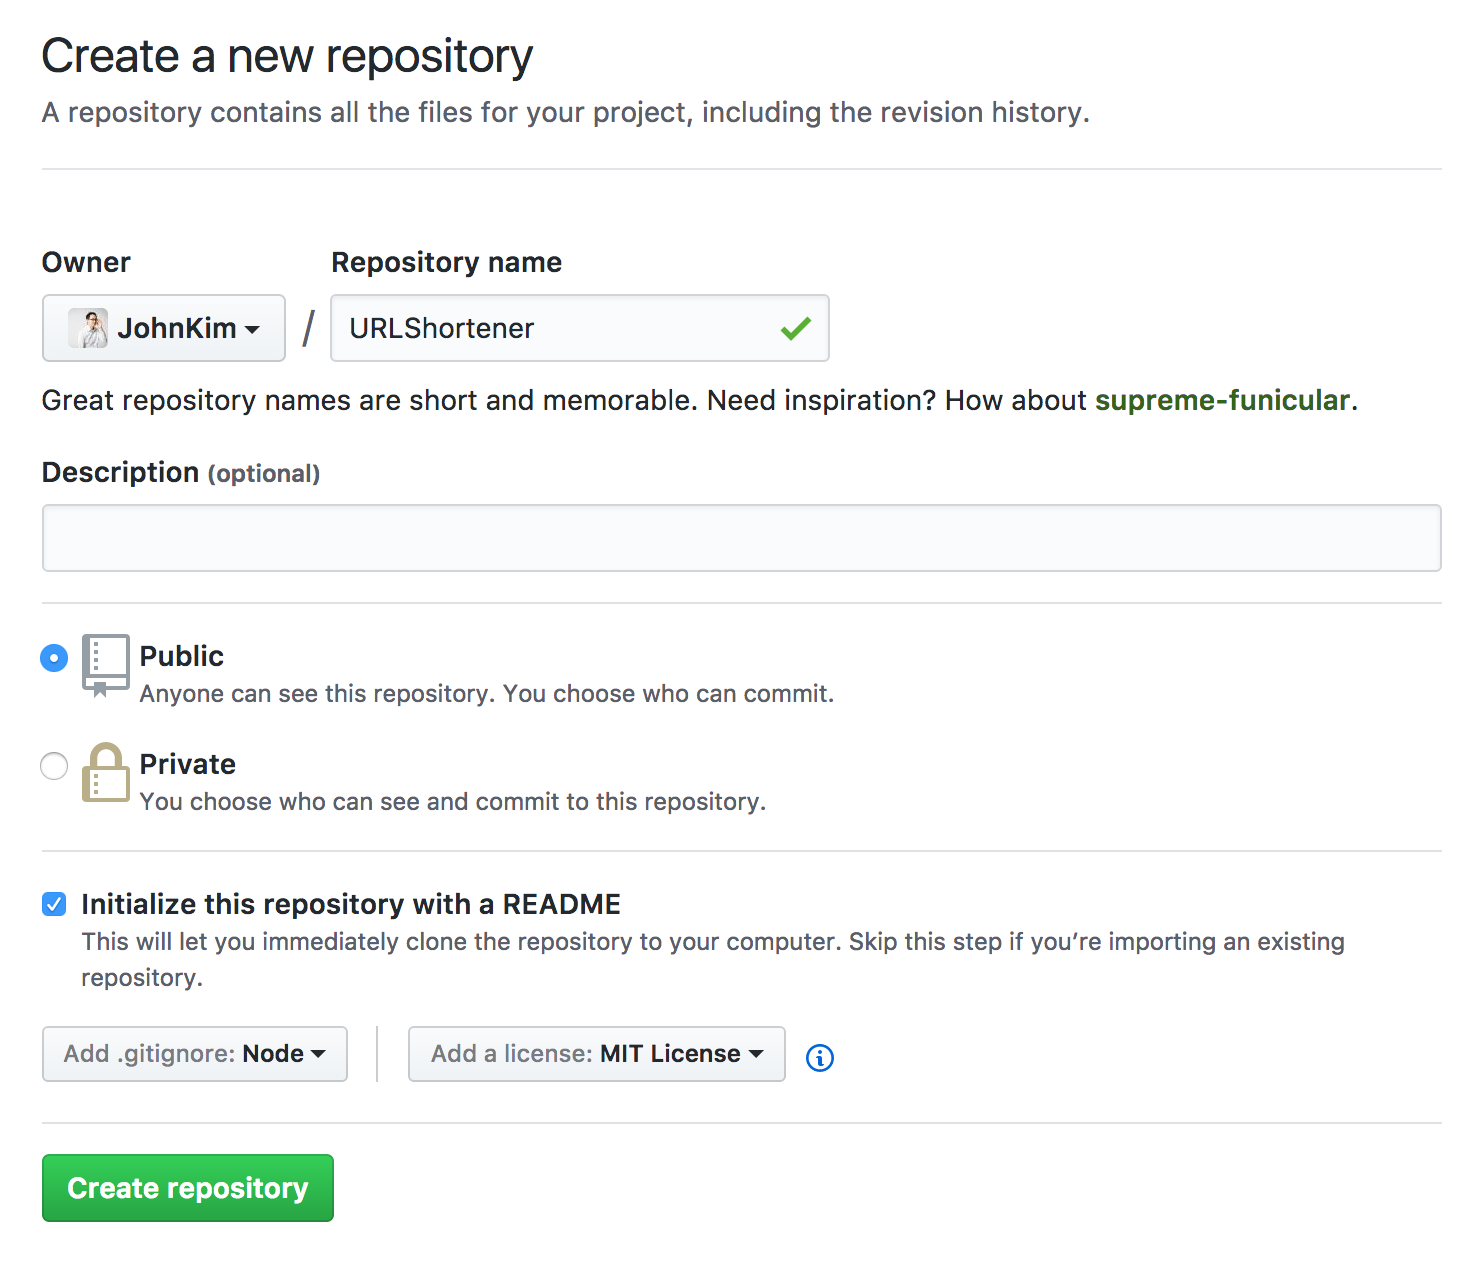 Create a new repository
A repository contains all the files for your project, including the revision history.
Owner
Repository name
JohnKim
/
URLShortener
Great repository names are short and memorable. Need inspiration? How about supreme-funicular.
Description (optional)
Public
Anyone can see this repository. You choose who can commit.
Private
You choose who can see and commit to this repository.
Initialize this repository with a README
This will let you immediately clone the repository to your computer. Skip this step if you’re importing an existing
repository.
Add .gitignore: Node
Add a license: MIT License
Create repository